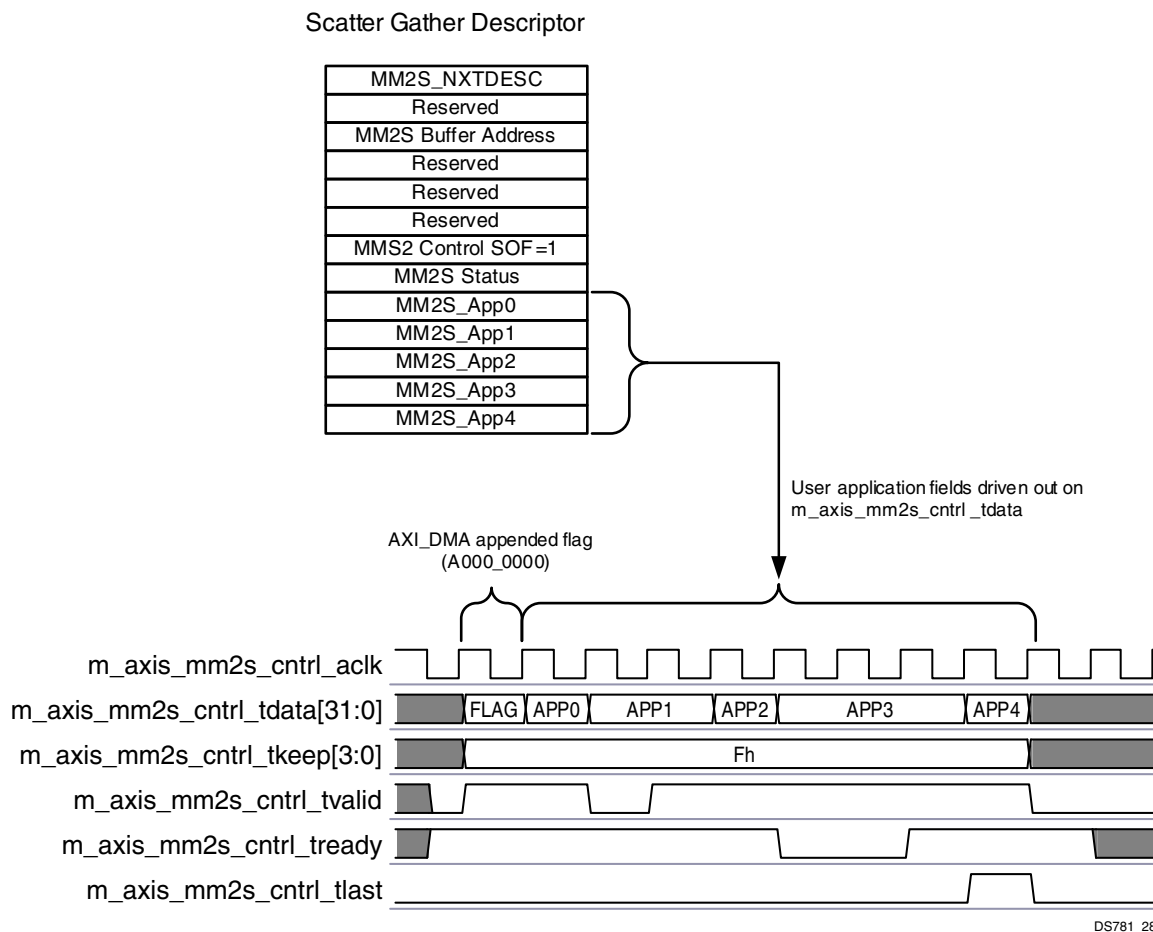 Scatter Gather Descriptor
MM2S_NXTDESC
Reserved
MM2S Buffer Address
Reserved
Reserved
Reserved
MMS2 Control SOF=1
MM2S Status
MM2S_App0
MM2S_App1
MM2S_App2
MM2S_App3
MM2S_App4
User application fields driven out on
m_axis_mm2s_cntrl _tdata
AXI_DMA appended flag
(A000_0000)
m_axis_mm2s_cntrl_aclk
m_axis_mm2s_cntrl_tdata[31:0] FLAG APP0 APP1 APP2 APP3 APP4
m_axis_mm2s_cntrl_tkeep[3:0] Fh
m_axis_mm2s_cntrl_tvalid
m_axis_mm2s_cntrl_tready
m_axis_mm2s_cntrl_tlast
DS781_28